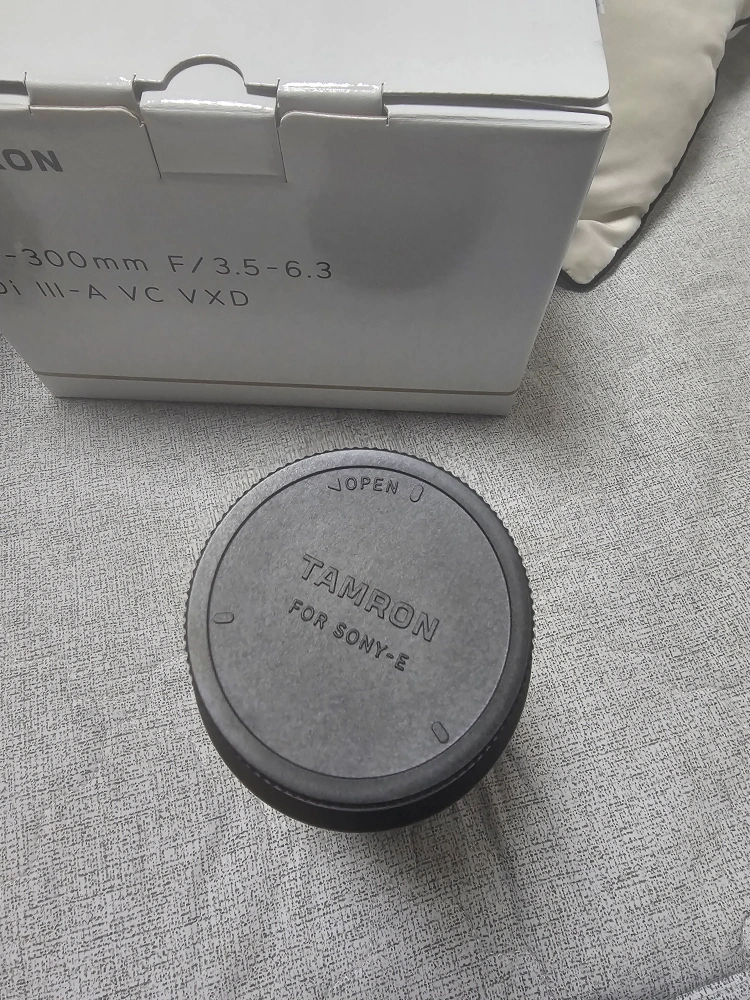 RON
-300mm F/3.5-6.3
Di III-A VC VXD
OPEN
TAMRON
FOR SONY-E